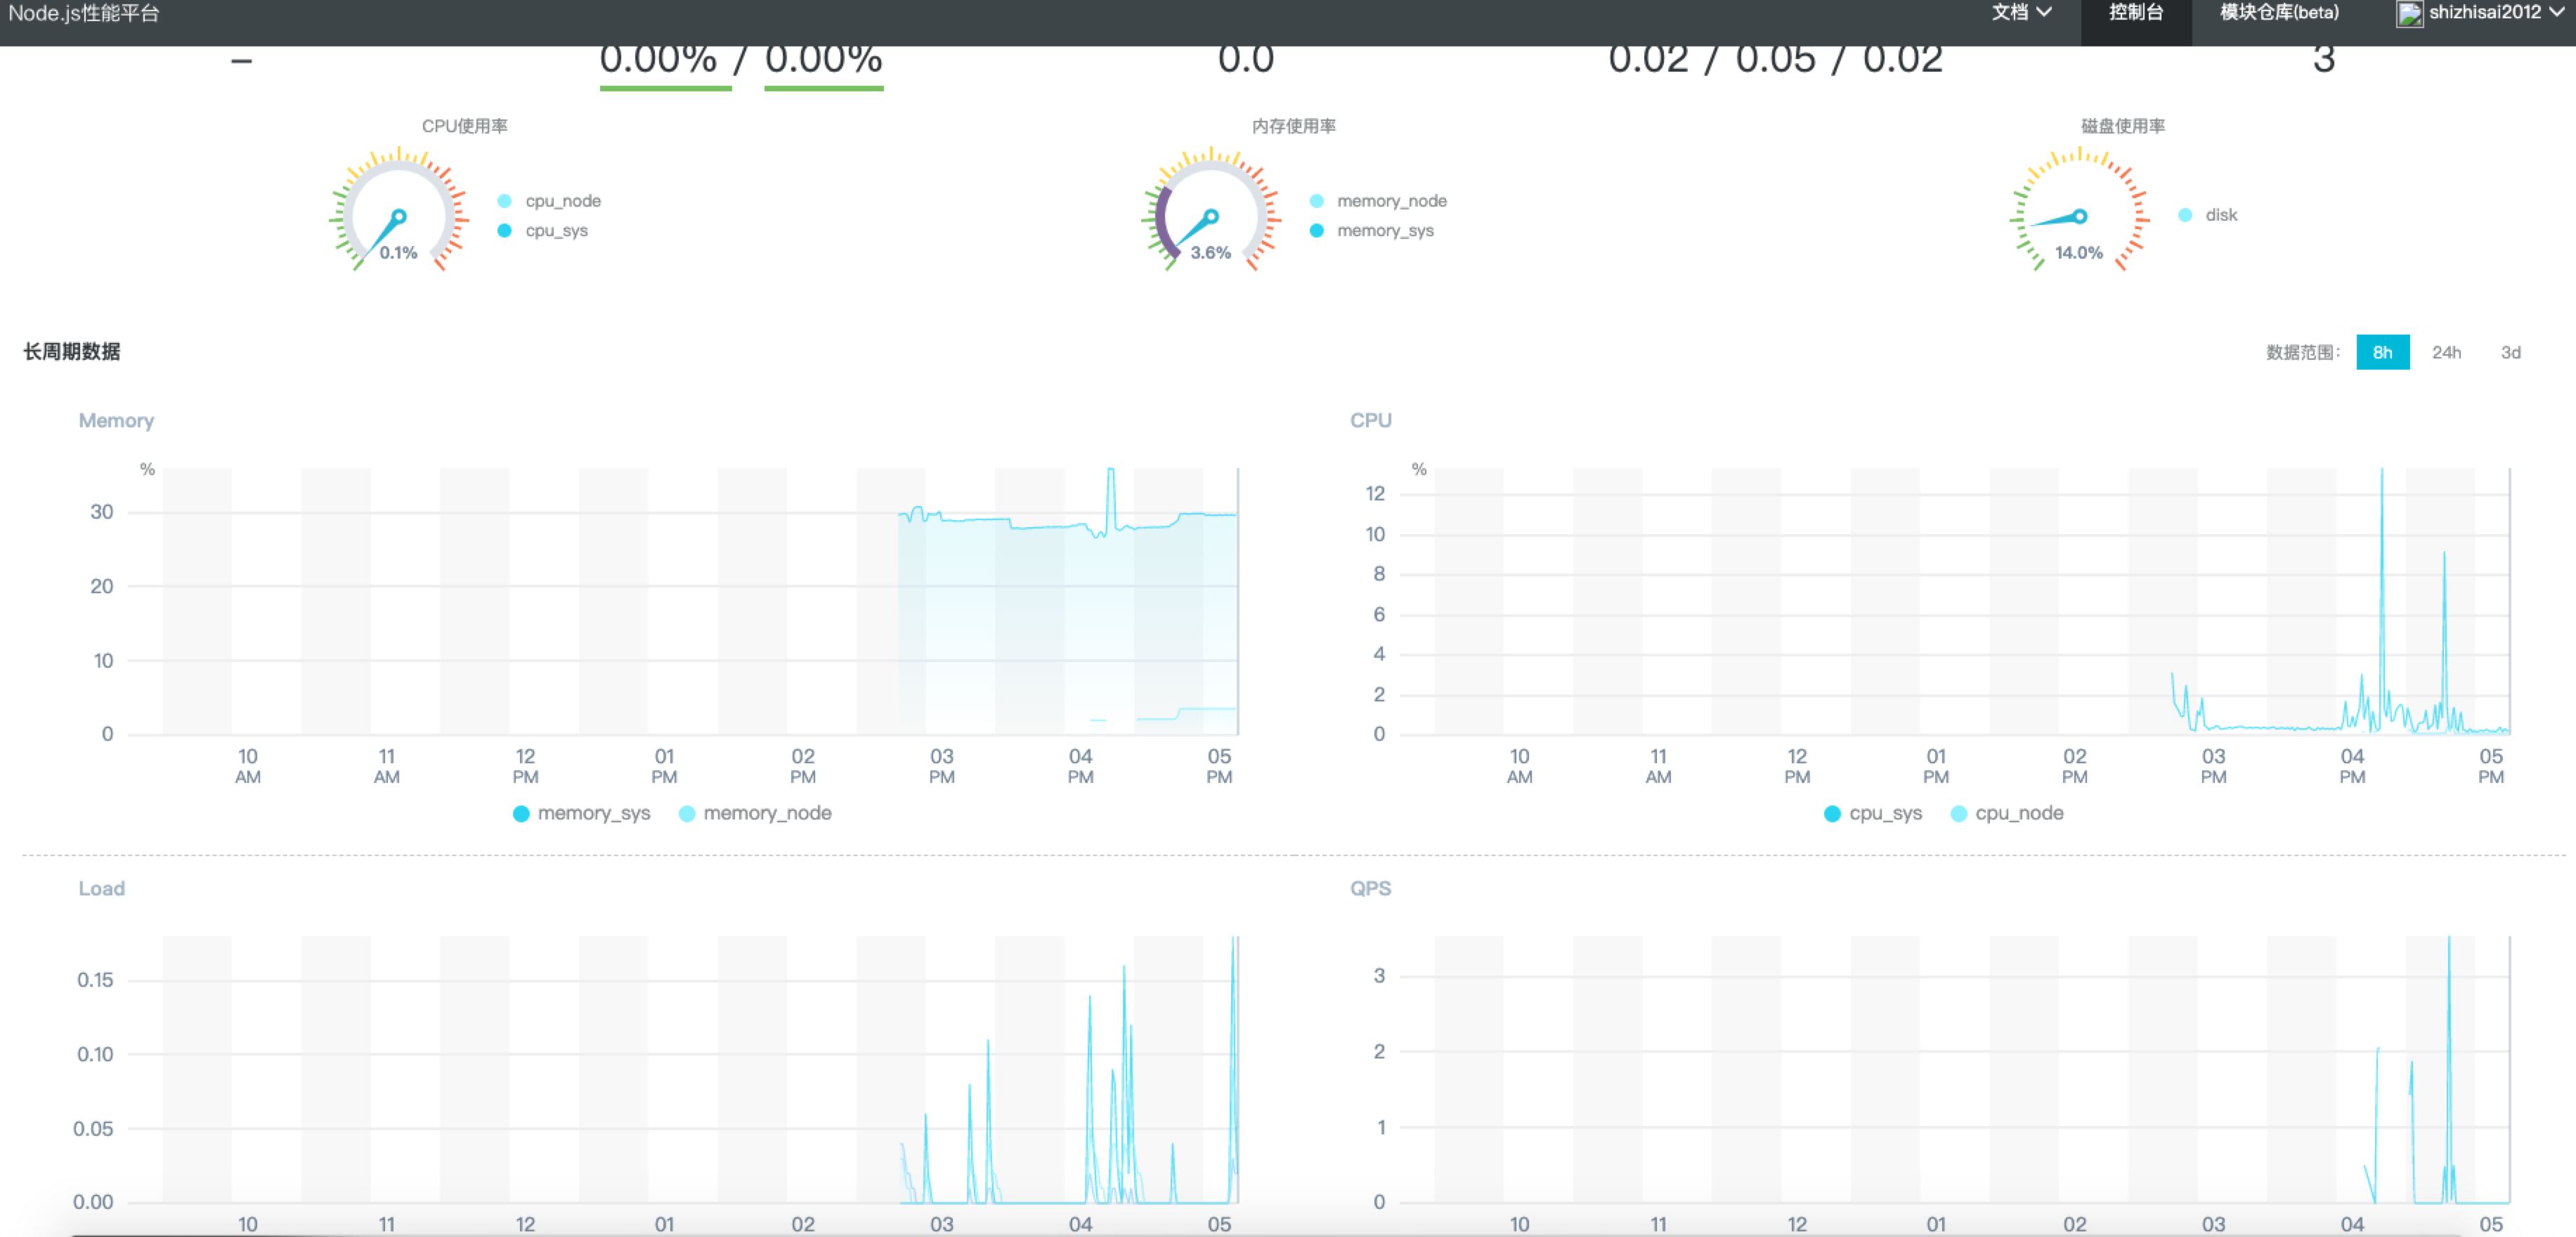 Node.js性能平台 文档 控制台 模块仓库(beta) shizhisai2012
– 0.00% / 0.00% 0.0 0.02 / 0.05 / 0.02 3
CPU使用率 内存使用率 磁盘使用率
cpu_node
cpu_sys
0.1%
memory_node
memory_sys
3.6%
disk
14.0%
长周期数据 数据范围: 8h 24h 3d
Memory
%
30
20
10
0
10 11 12 01 02 03 04 05
AM AM PM PM PM PM PM PM
memory_sys memory_node
CPU
%
12
10
8
6
4
2
0
10 11 12 01 02 03 04 05
AM AM PM PM PM PM PM PM
cpu_sys cpu_node
Load
0.15
0.10
0.05
0.00
10 11 12 01 02 03 04 05
QPS
3
2
1
0
10 11 12 01 02 03 04 05